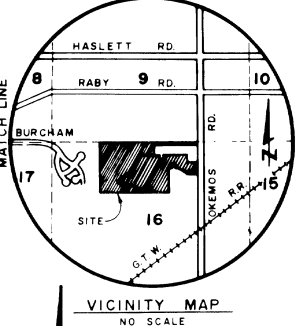 HASLETT RD.
8 9 10
RABY RD.
MATCH LINE
BURCHAM
RD.
N
17
15
SITE
16
OKEMOS
G.T.W. R.R.
VICINITY MAP
NO SCALE